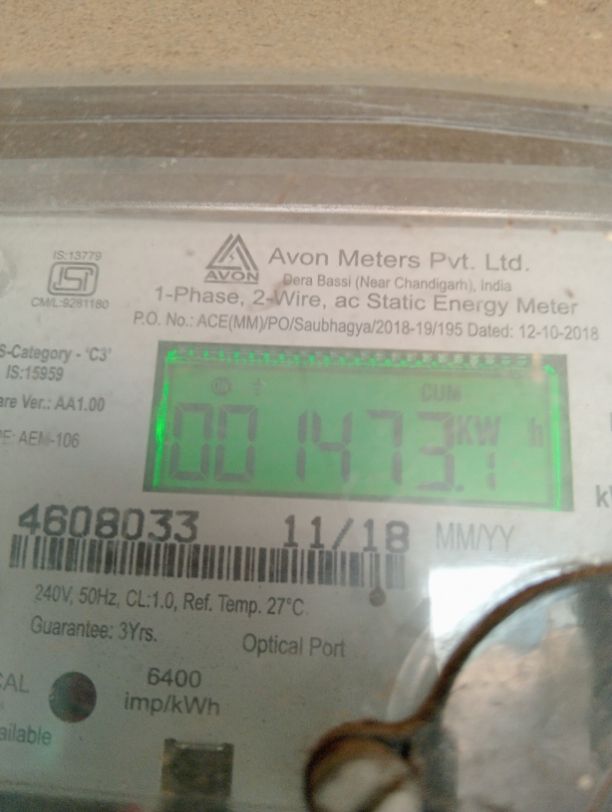 IS:13779
ISI
CM/L:9281180
AVON
Avon Meters Pvt. Ltd.
Dera Bassi (Near Chandigarh), India
1-Phase, 2-Wire, ac Static Energy Meter
P.O. No.: ACE(MM)/PO/Saubhagya/2018-19/195 Dated: 12-10-2018
S-Category - 'C3'
IS:15959
are Ver.: AA1.00
PE: AEM-106
CUM
001473.1 KW h
4608033 11/18 MM/YY
240V, 50Hz, CL:1.0, Ref. Temp. 27°C
Guarantee: 3Yrs.
Optical Port
CAL
6400
imp/kWh
ailable